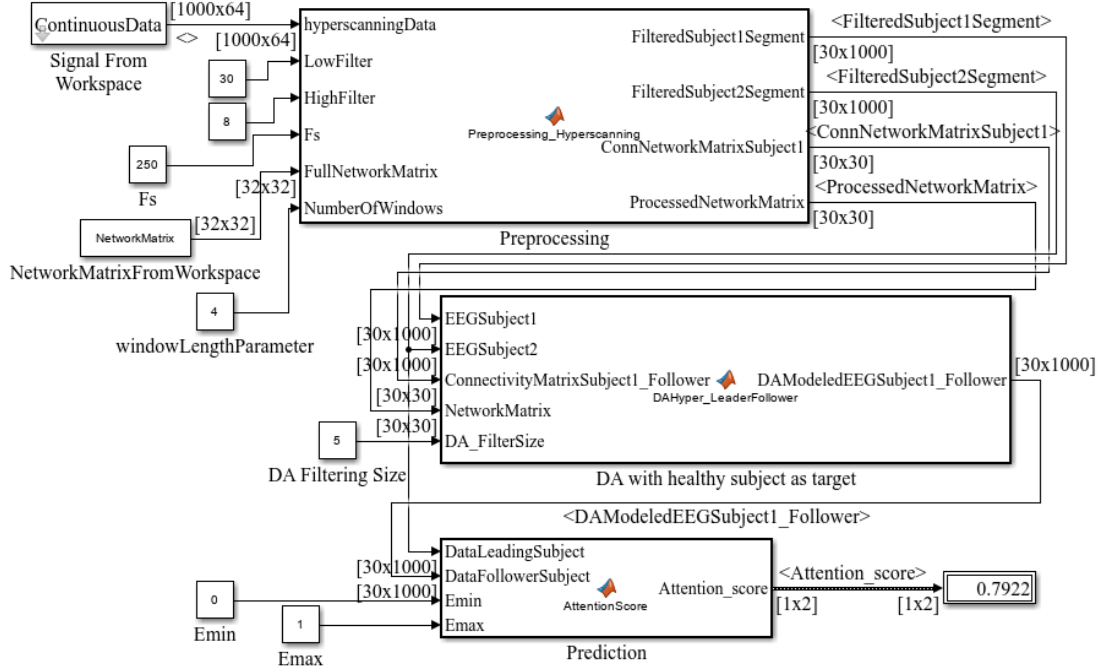 [1000x64]
ContinuousData
<>
[1000x64]
Signal From
Workspace
hyperscanningData
LowFilter
HighFilter
Fs
FullNetworkMatrix
NumberOfWindows
30
8
250
Fs
[32x32]
NetworkMatrix
[32x32]
NetworkMatrixFromWorkspace
4
windowLengthParameter
Preprocessing_Hyperscanning
FilteredSubject1Segment
FilteredSubject2Segment
ConnNetworkMatrixSubject1
ProcessedNetworkMatrix
Preprocessing
<FilteredSubject1Segment>
[30x1000]
<FilteredSubject2Segment>
[30x1000]
<ConnNetworkMatrixSubject1>
[30x30]
<ProcessedNetworkMatrix>
[30x30]
EEGSubject1
[30x1000]
EEGSubject2
[30x1000]
ConnectivityMatrixSubject1_Follower
[30x30]
NetworkMatrix
[30x30]
DA_FilterSize
5
DA Filtering Size
DAHyper_LeaderFollower
DAModeledEEGSubject1_Follower
[30x1000]
DA with healthy subject as target
<DAModeledEEGSubject1_Follower>
DataLeadingSubject
[30x1000]
DataFollowerSubject
[30x1000]
Emin
Emax
0
Emin
1
Emax
AttentionScore
Attention_score
Prediction
<Attention_score>
[1x2]
[1x2]
0.7922